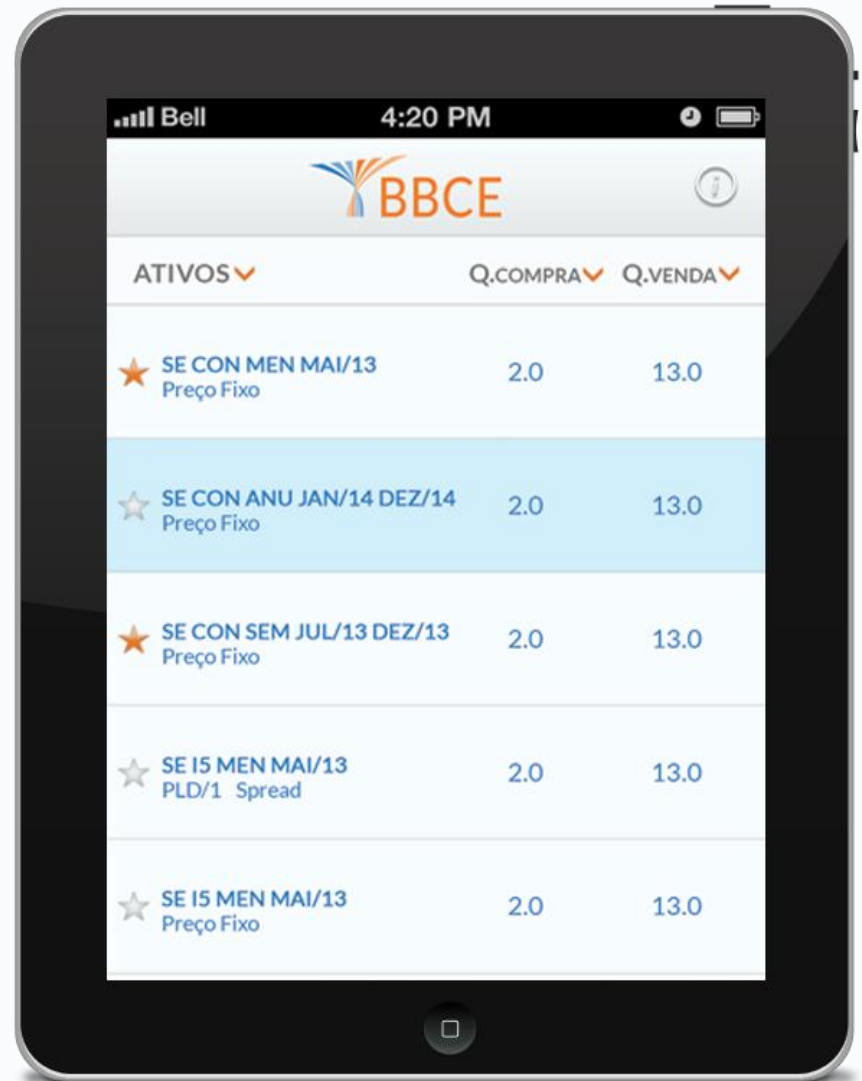 Bell 4:20 PM
BBCE
ATIVOS Q.COMPRA Q.VENDA
SE CON MEN MAI/13 2.0 13.0
Preço Fixo
SE CON ANU JAN/14 DEZ/14 2.0 13.0
Preço Fixo
SE CON SEM JUL/13 DEZ/13 2.0 13.0
Preço Fixo
SE I5 MEN MAI/13 2.0 13.0
PLD/1 Spread
SE I5 MEN MAI/13 2.0 13.0
Preço Fixo